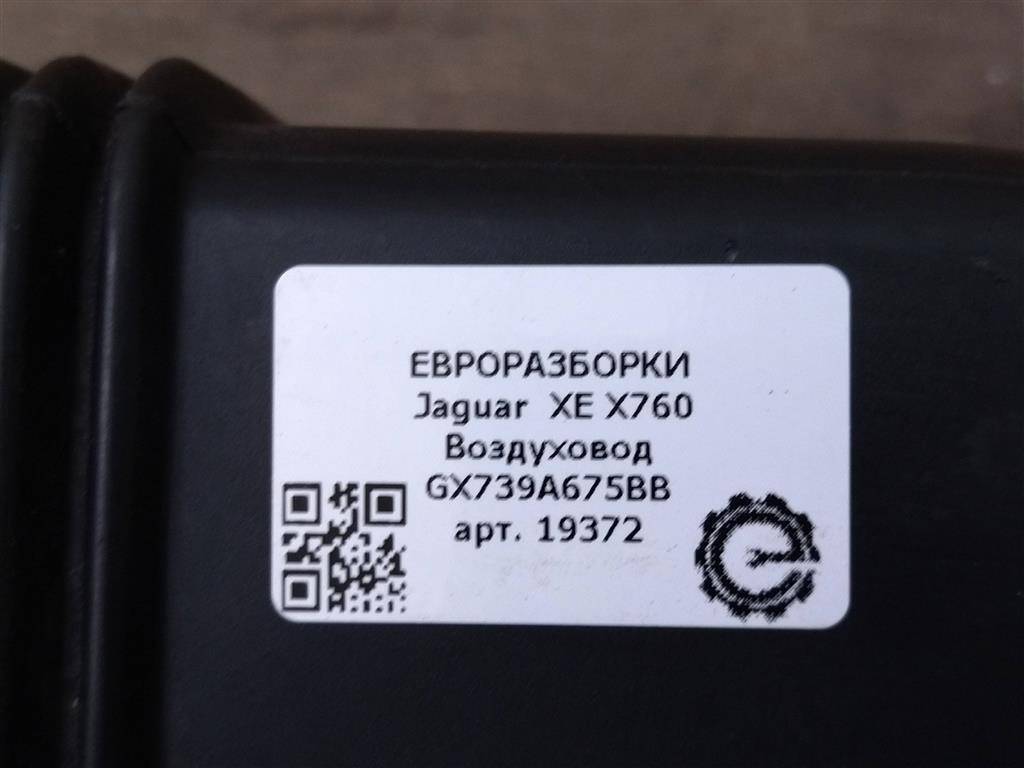 ЕВРОРАЗБОРКИ
Jaguar XE X760
Воздуховод
GX739A675BB
арт. 19372